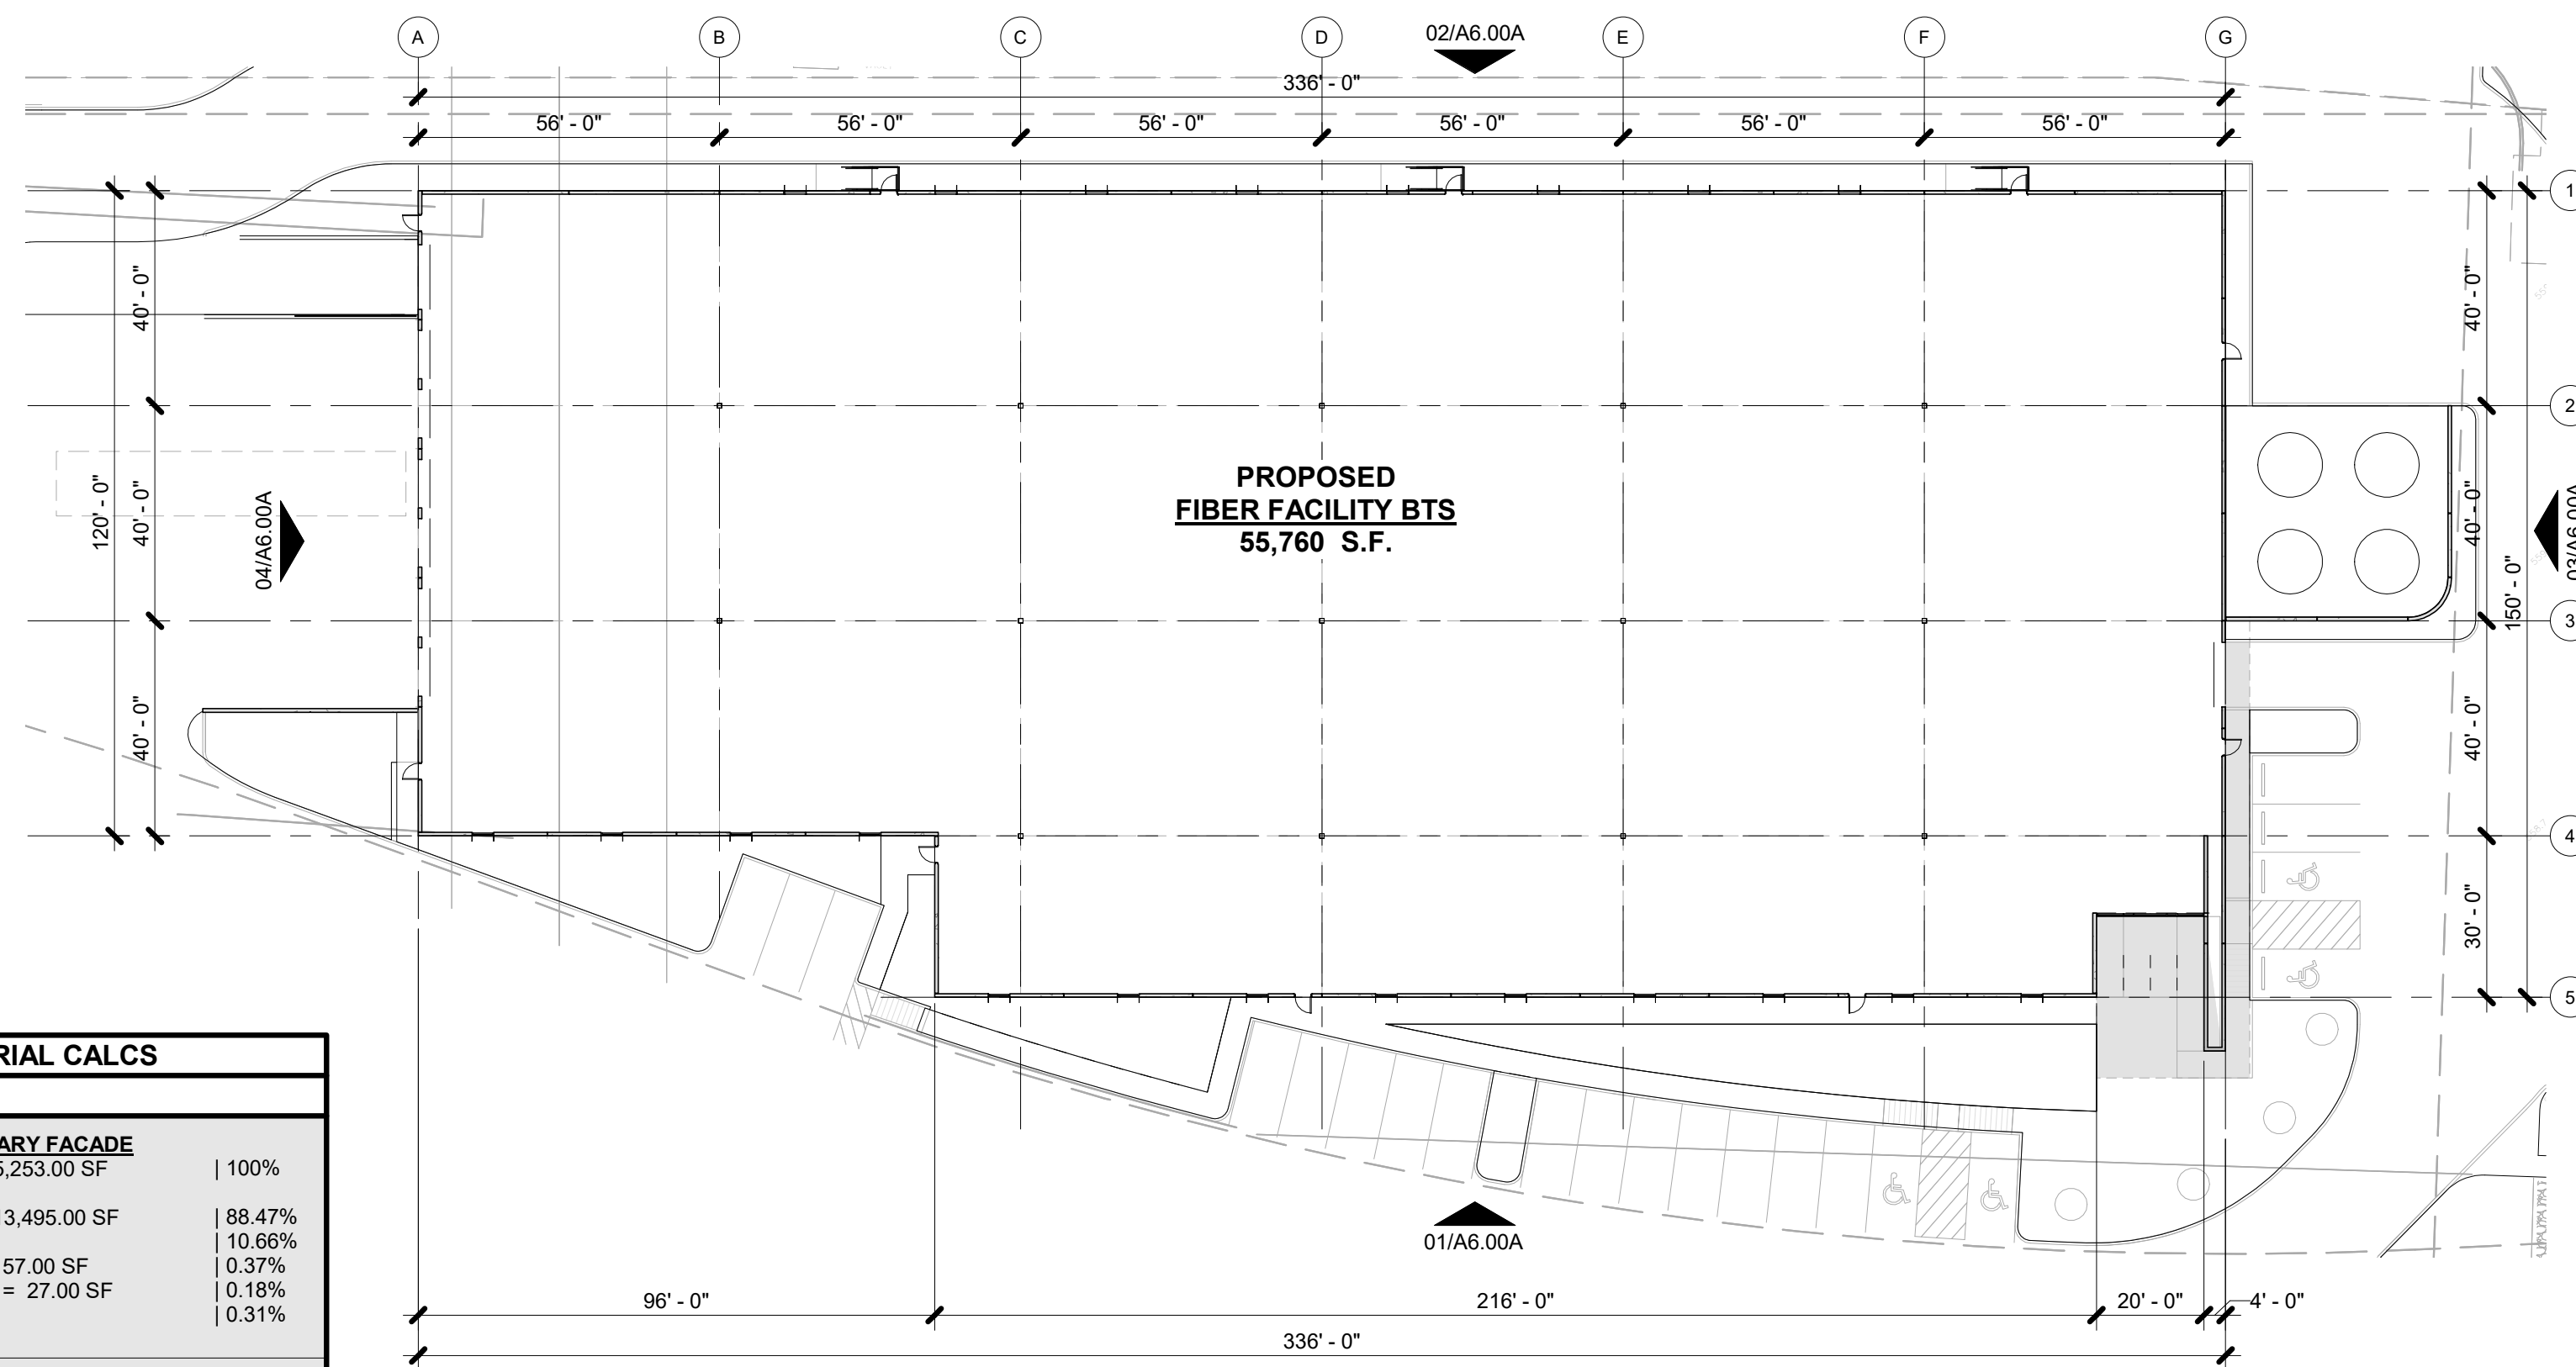 A
B
C
D
E
F
G
02/A6.00A
336' - 0"
56' - 0"
56' - 0"
56' - 0"
56' - 0"
56' - 0"
56' - 0"
1
2
3
4
5
40' - 0"
40' - 0"
40' - 0"
120' - 0"
04/A6.00A
PROPOSED
FIBER FACILITY BTS
55,760 S.F.
40' - 0"
40' - 0"
40' - 0"
30' - 0"
150' - 0"
03/A6.00A
01/A6.00A
96' - 0"
216' - 0"
20' - 0"
4' - 0"
336' - 0"
RIAL CALCS
ARY FACADE
5,253.00 SF | 100%
13,495.00 SF | 88.47%
| 10.66%
57.00 SF | 0.37%
= 27.00 SF | 0.18%
| 0.31%